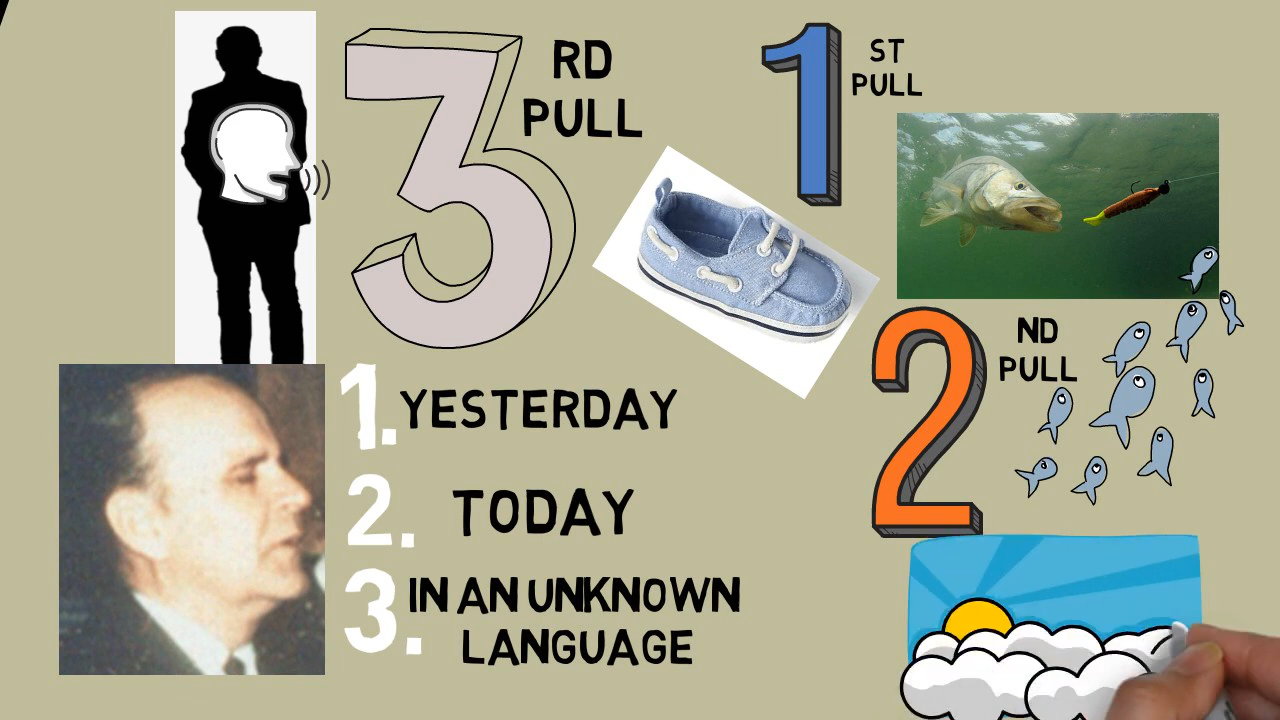 3 RD
PULL
1 ST
PULL
2 ND
PULL
1. YESTERDAY
2. TODAY
3. IN AN UNKNOWN
LANGUAGE